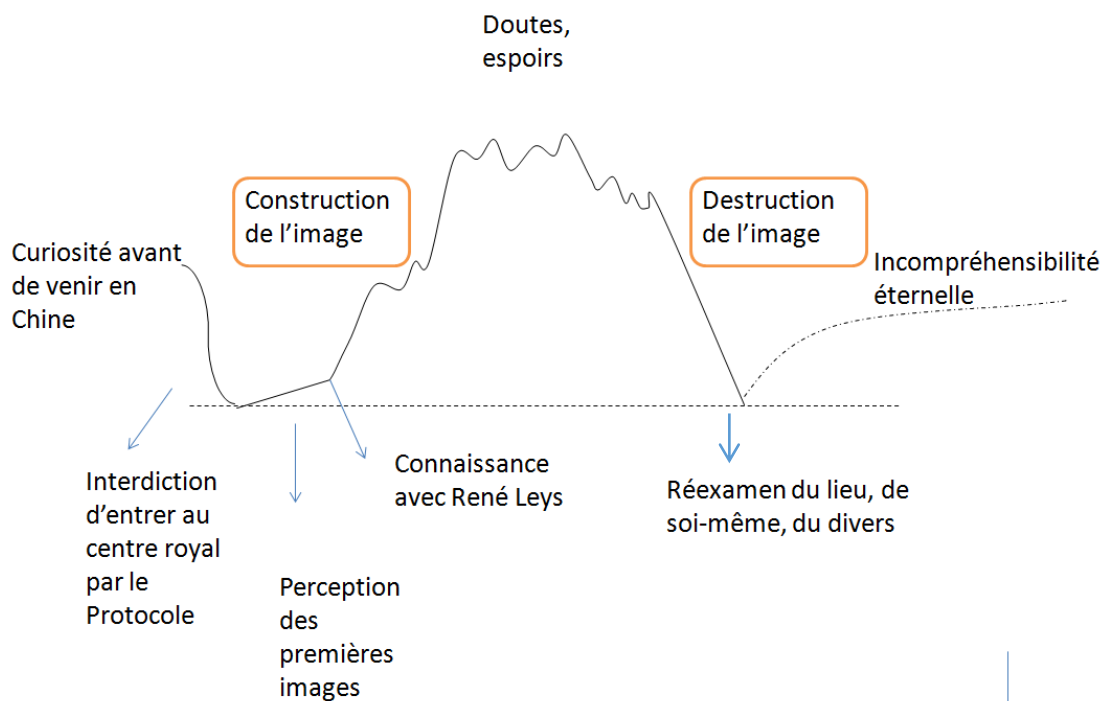 Doutes,
espoirs
Construction
de l’image
Destruction
de l’image
Curiosité avant
de venir en
Chine
Incompréhensibilité
éternelle
Interdiction
d’entrer au
centre royal
par le
Protocole
Connaissance
avec René Leys
Réexamen du lieu, de
soi-même, du divers
Perception
des
premières
images